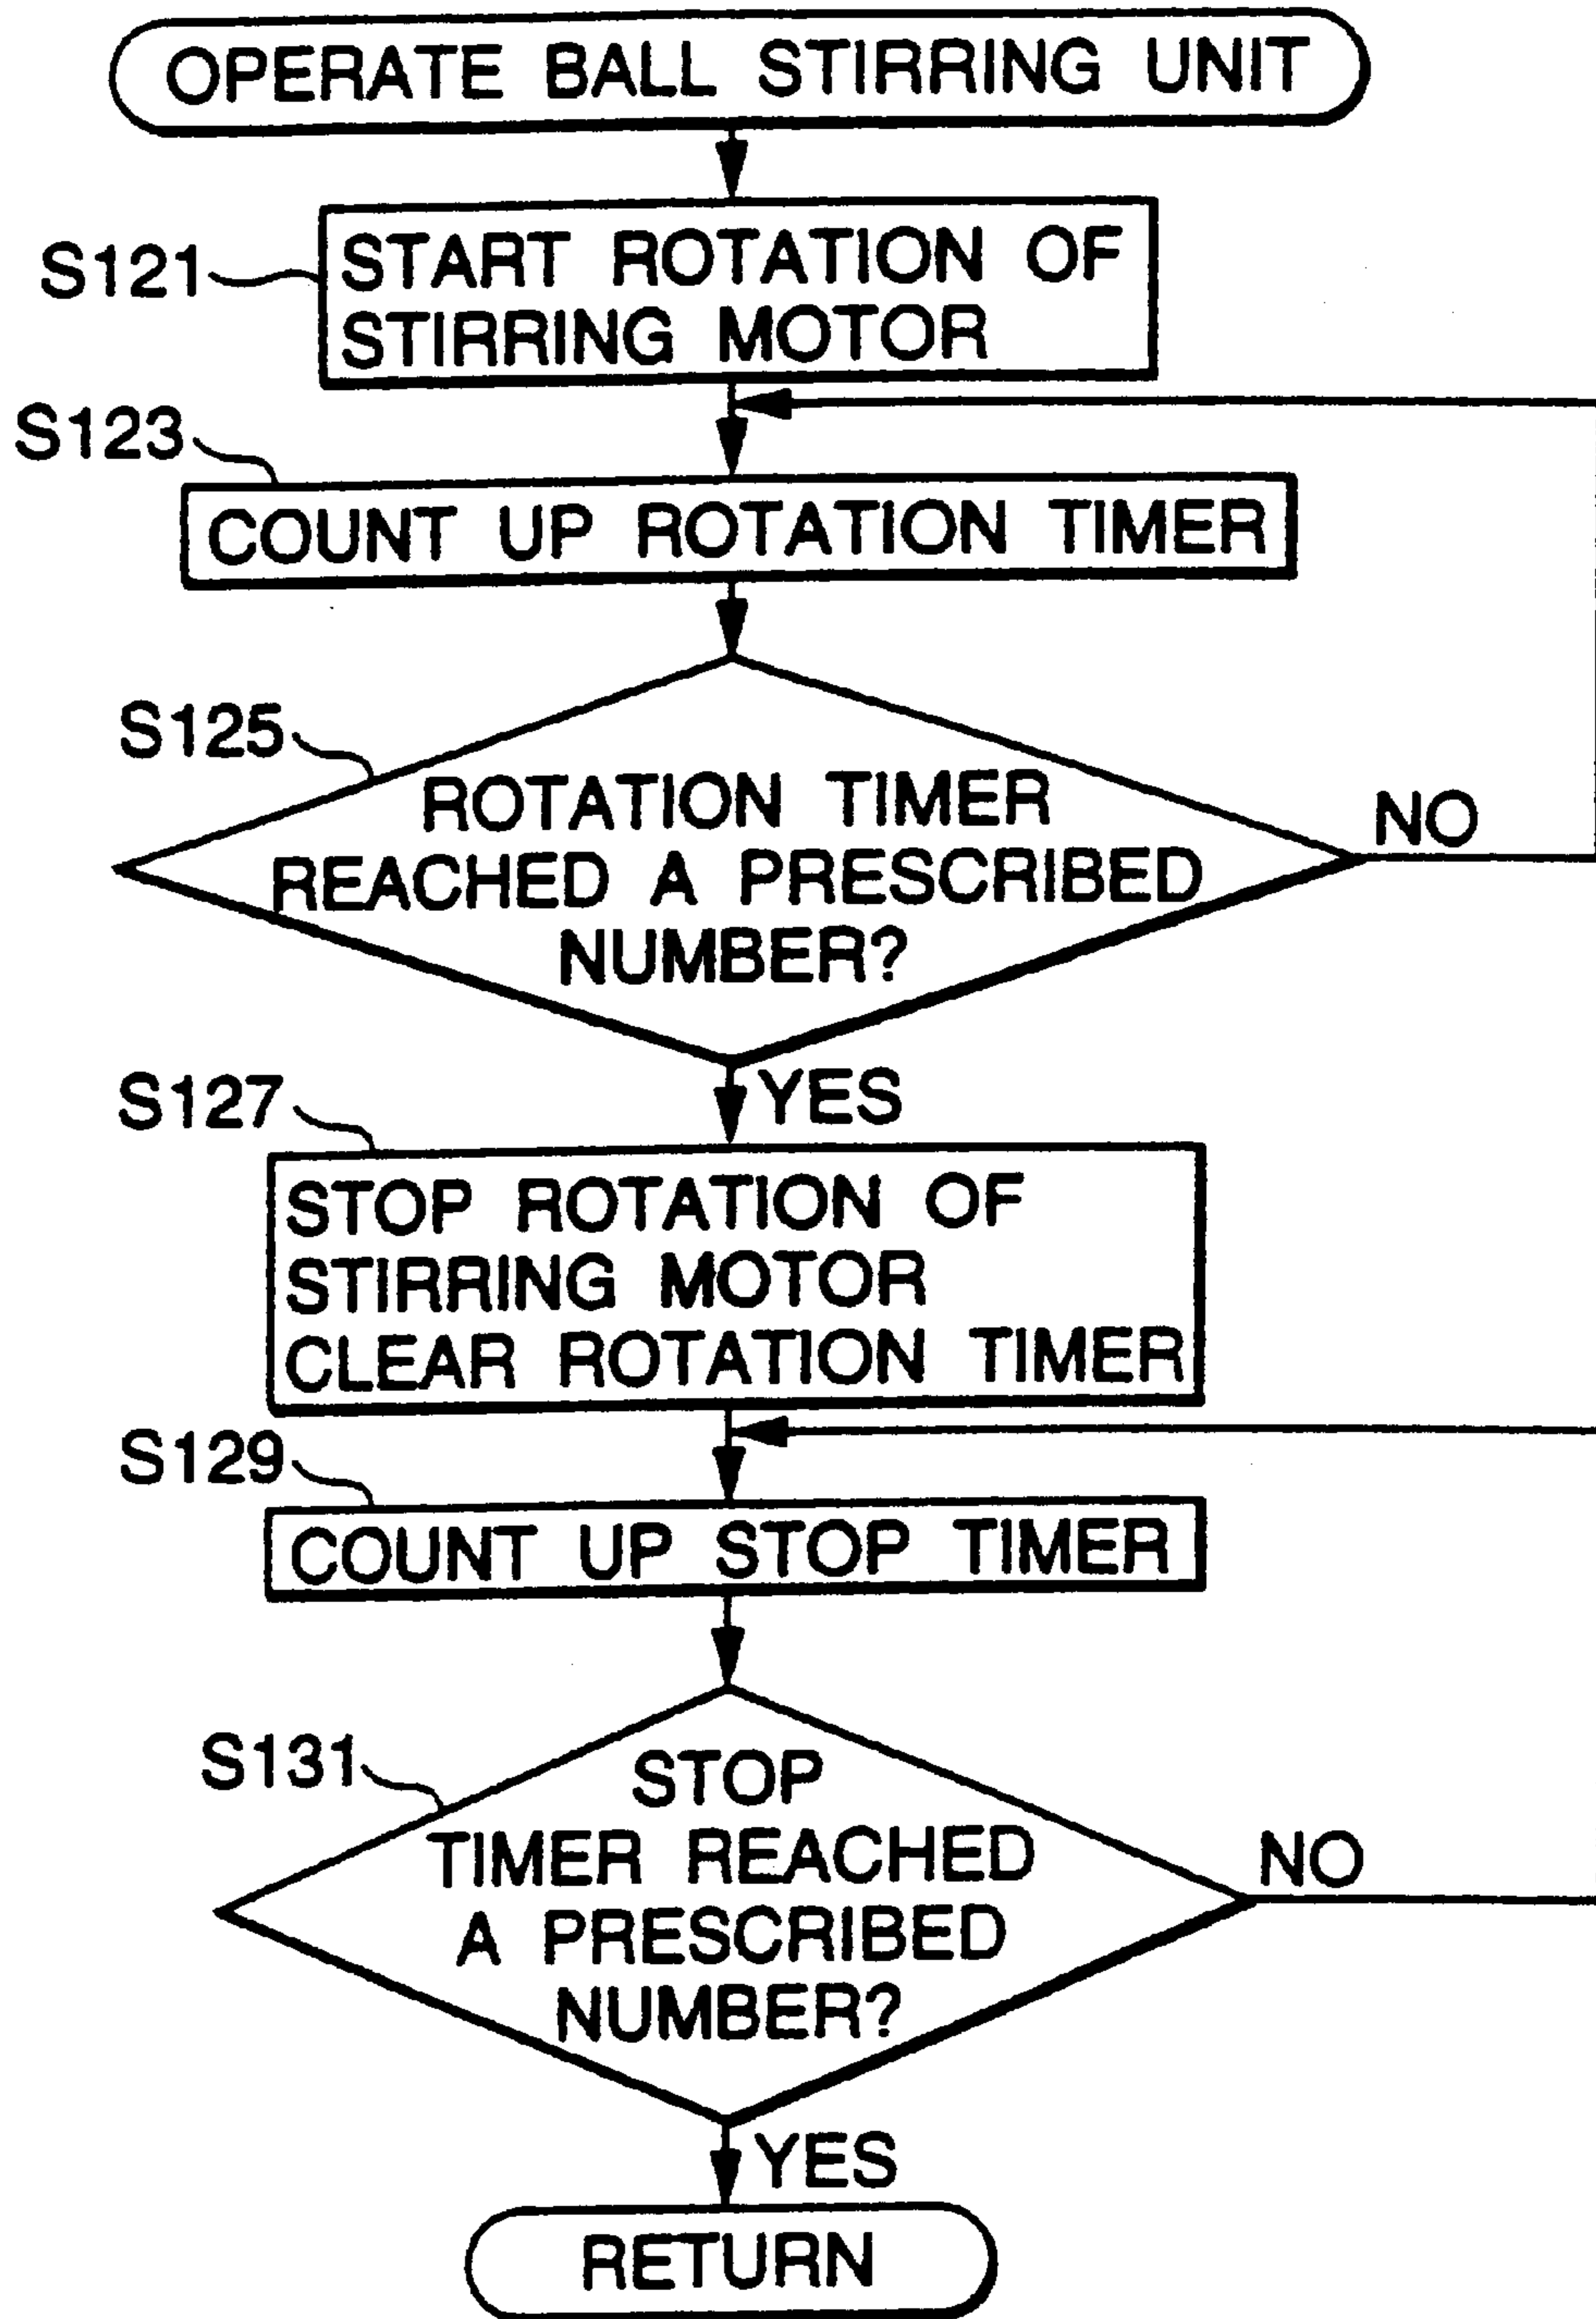 OPERATE BALL STIRRING UNIT
S121
START ROTATION OF
STIRRING MOTOR
S123
COUNT UP ROTATION TIMER
S125
ROTATION TIMER
REACHED A PRESCRIBED
NUMBER?
NO
YES
S127
STOP ROTATION OF
STIRRING MOTOR
CLEAR ROTATION TIMER
S129
COUNT UP STOP TIMER
S131
STOP
TIMER REACHED
A PRESCRIBED
NUMBER?
NO
YES
RETURN